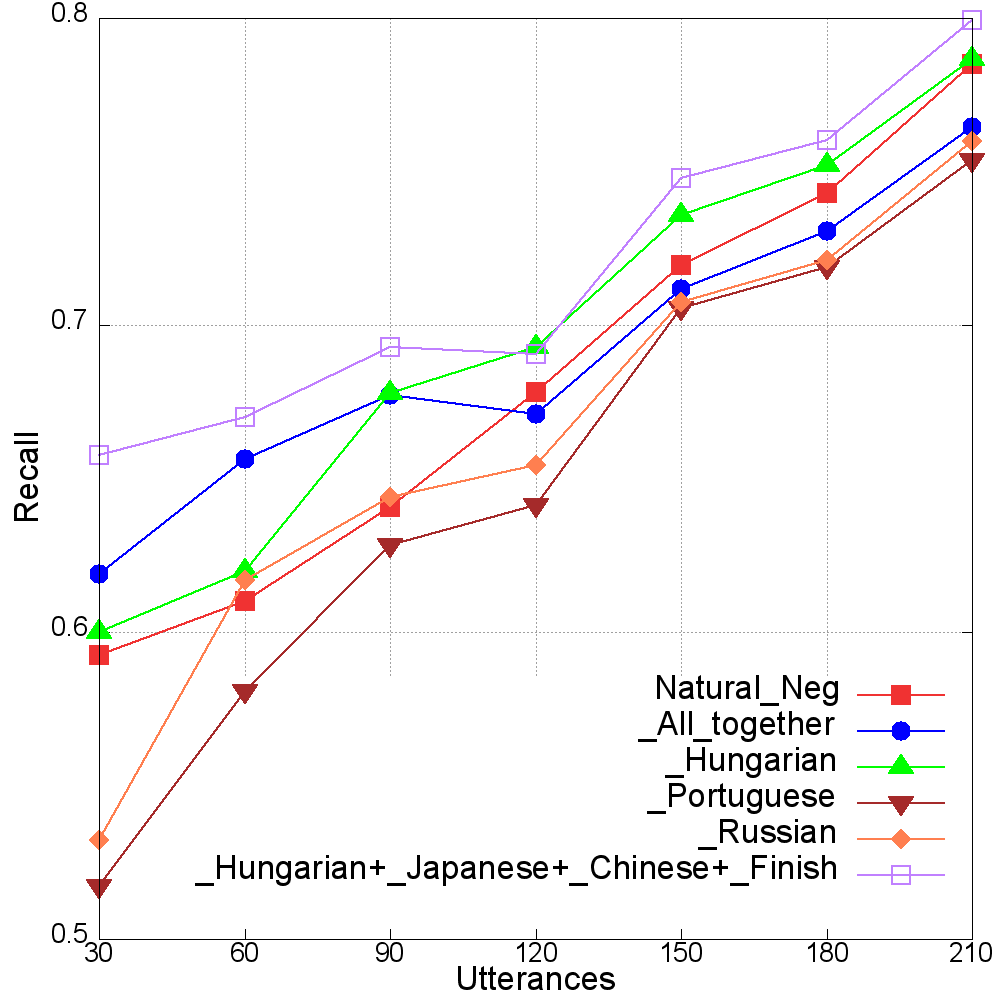 0.8
0.7
Recall
0.6
Natural_Neg
_All_together
_Hungarian
_Portuguese
_Russian
_Hungarian+_Japanese+_Chinese+_Finish
0.5
30 60 90 120 150 180 210
Utterances